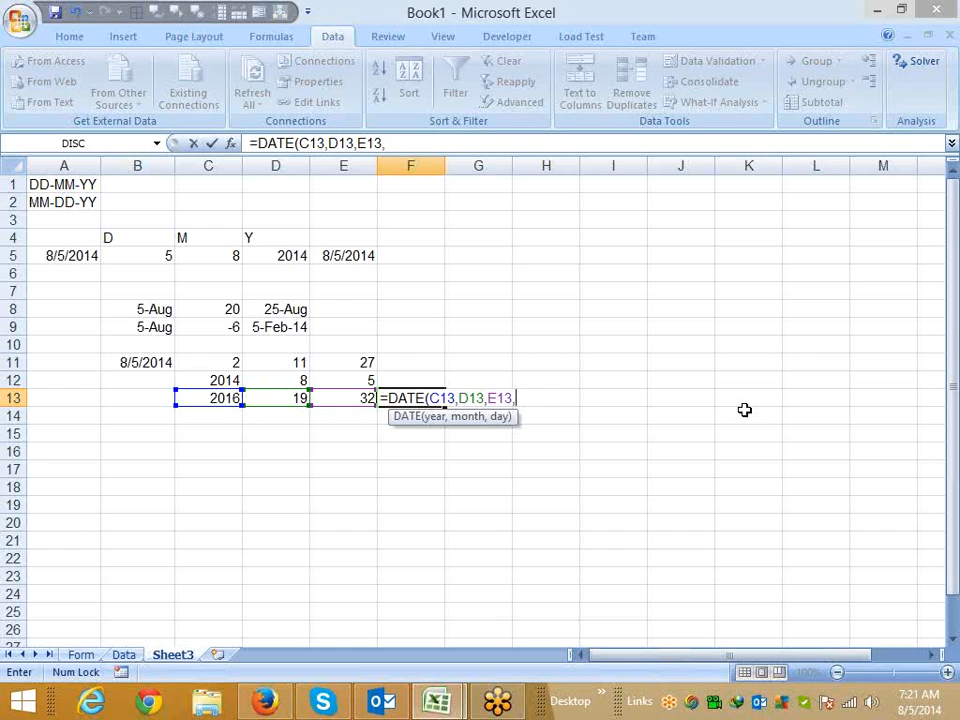 Book1 - Microsoft Excel
Home Insert Page Layout Formulas Data Review View Developer Load Test Team
From Access
From Web
From Text
From Other Sources
Existing Connections
Get External Data
Refresh All
Connections
Properties
Edit Links
Connections
Sort
Filter
Clear
Reapply
Advanced
Sort & Filter
Text to Columns
Remove Duplicates
Data Validation
Consolidate
What-If Analysis
Data Tools
Group
Ungroup
Subtotal
Outline
Solver
Analysis
DISC
=DATE(C13,D13,E13,
A B C D E F G H I J K L M
1 DD-MM-YY
2 MM-DD-YY
3
4 D M Y
5 8/5/2014 5 8 2014 8/5/2014
6
7
8 5-Aug 20 25-Aug
9 5-Aug -6 5-Feb-14
10
11 8/5/2014 2 11 27
12 2014 8 5
13 2016 19 32 =DATE(C13,D13,E13,
14 DATE(year, month, day)
15
16
17
18
19
20
21
22
23
24
25
26
27
Form Data Sheet3
Enter Num Lock 100%
Desktop Links 7:21 AM
8/5/2014